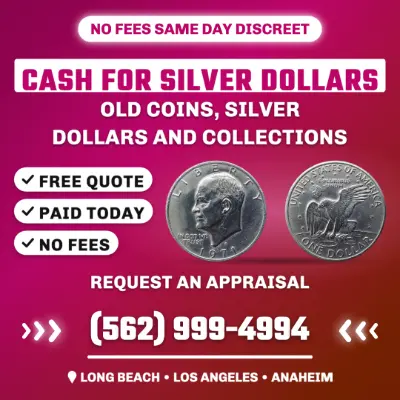 NO FEES SAME DAY DISCREET
CASH FOR SILVER DOLLARS
OLD COINS, SILVER
DOLLARS AND COLLECTIONS
FREE QUOTE
PAID TODAY
NO FEES
LIBERTY
IN GOD WE
TRUST
UNITED STATES OF AMERICA
ONE DOLLAR
REQUEST AN APPRAISAL
(562) 999-4994
LONG BEACH • LOS ANGELES • ANAHEIM